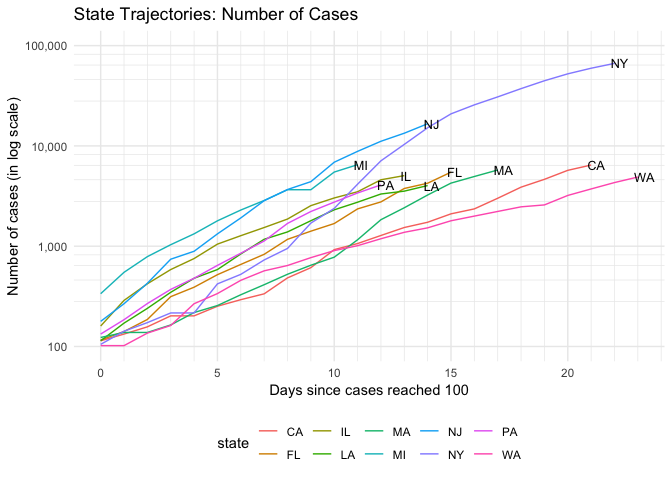 State Trajectories: Number of Cases
Number of cases (in log scale)
100,000
10,000
1,000
100
NY
NJ
MI
IL
PA
LA
FL
MA
CA
WA
0 5 10 15 20
Days since cases reached 100
state
CA IL MA NJ PA
FL LA MI NY WA